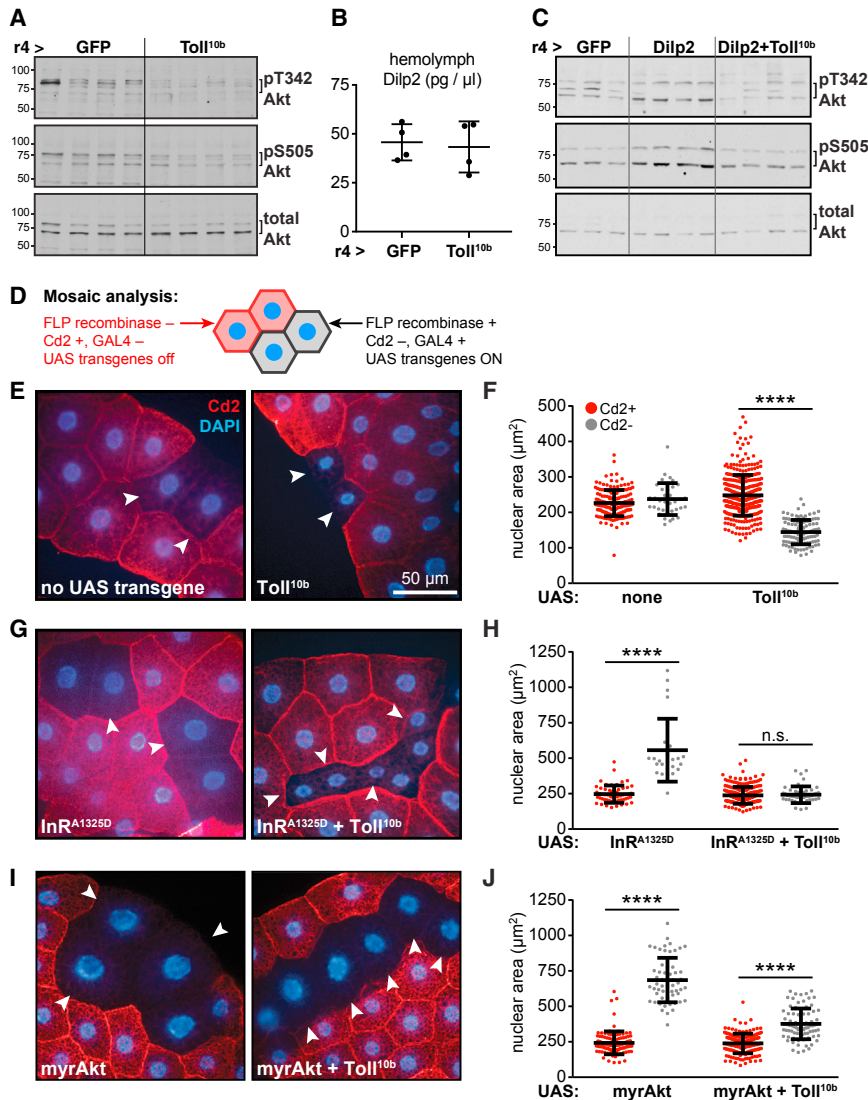 A
r4 > GFP Toll10b
100
75
50
pT342
Akt
100
75
50
pS505
Akt
100
75
50
total
Akt
B
hemolymph
Dilp2 (pg / µl)
75
50
25
0
r4 > GFP Toll10b
C
r4 > GFP Dilp2 Dilp2+Toll10b
100
75
50
pT342
Akt
100
75
50
pS505
Akt
100
75
50
total
Akt
D Mosaic analysis:
FLP recombinase –
Cd2 +, GAL4 –
UAS transgenes off
FLP recombinase +
Cd2 –, GAL4 +
UAS transgenes ON
E
Cd2
DAPI
no UAS transgene
Toll10b
50 µm
F
Cd2+
Cd2-
****
nuclear area (µm2)
500
400
300
200
100
0
UAS: none Toll10b
G
InRA1325D
InRA1325D + Toll10b
H
nuclear area (µm2)
1250
1000
750
500
250
0
****
n.s.
UAS: InRA1325D InRA1325D + Toll10b
I
myrAkt
myrAkt + Toll10b
J
nuclear area (µm2)
1250
1000
750
500
250
0
****
****
UAS: myrAkt myrAkt + Toll10b